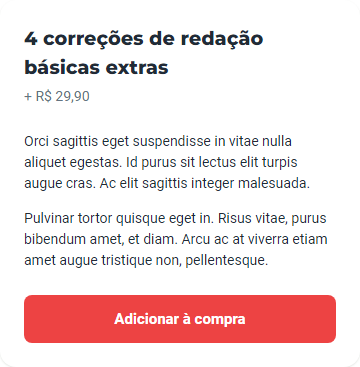 4 correções de redação
básicas extras
+ R$ 29,90
Orci sagittis eget suspendisse in vitae nulla
aliquet egestas. Id purus sit lectus elit turpis
augue cras. Ac elit sagittis integer malesuada.
Pulvinar tortor quisque eget in. Risus vitae, purus
bibendum amet, et diam. Arcu ac at viverra etiam
amet augue tristique non, pellentesque.
Adicionar à compra